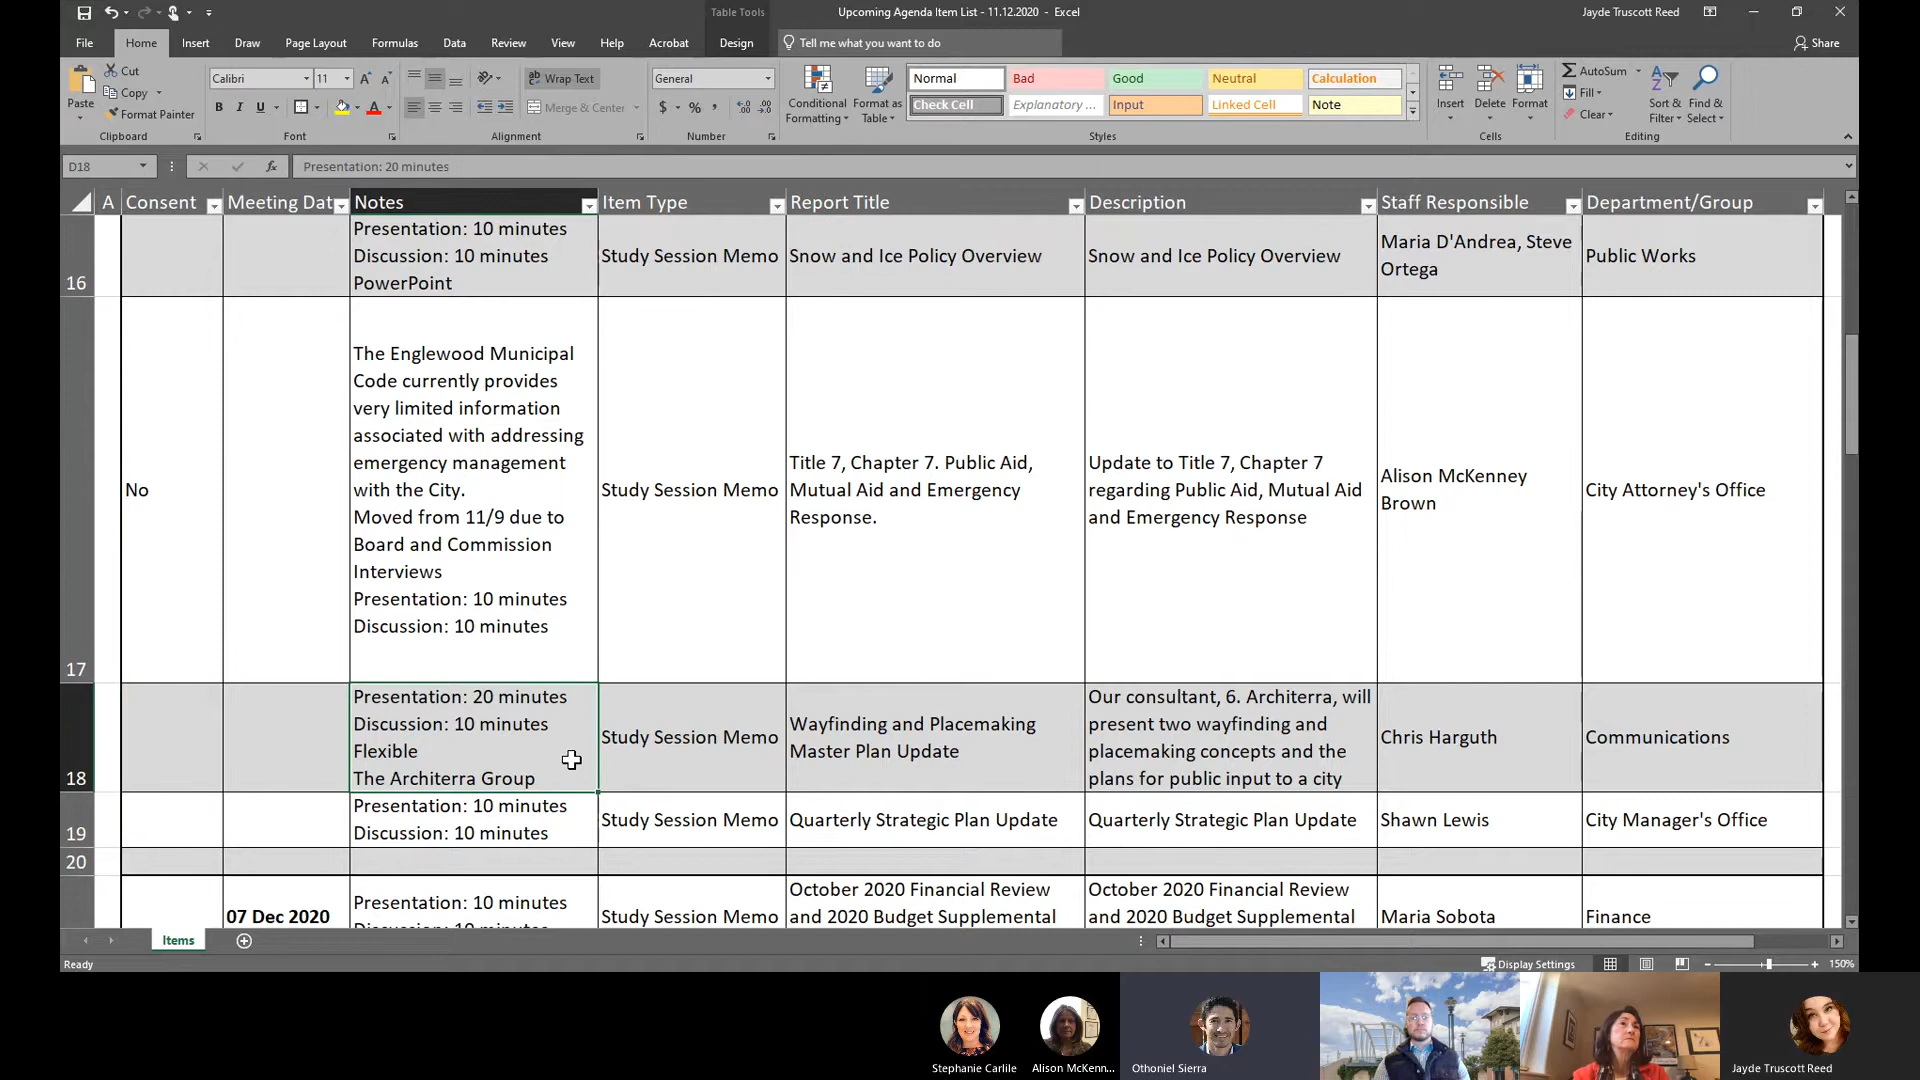 Table Tools
Upcoming Agenda Item List - 11.12.2020 - Excel
Jayde Truscott Reed
File
Home
Insert
Draw
Page Layout
Formulas
Data
Review
View
Help
Acrobat
Design
Tell me what you want to do
Share
Paste
Cut
Copy
Format Painter
Clipboard
Calibri
11
B I U
Font
Wrap Text
Merge & Center
Alignment
General
$ % ,
Number
Conditional
Formatting
Format as
Table
Normal
Bad
Good
Neutral
Calculation
Check Cell
Explanatory ...
Input
Linked Cell
Note
Styles
Insert
Delete
Format
Cells
AutoSum
Fill
Clear
Sort &
Filter
Find &
Select
Editing
D18
fx
Presentation: 20 minutes
A
Consent
Meeting Dat
Notes
Item Type
Report Title
Description
Staff Responsible
Department/Group
16
Presentation: 10 minutes
Discussion: 10 minutes
PowerPoint
Study Session Memo
Snow and Ice Policy Overview
Snow and Ice Policy Overview
Maria D'Andrea, Steve
Ortega
Public Works
17
No
The Englewood Municipal
Code currently provides
very limited information
associated with addressing
emergency management
with the City.
Moved from 11/9 due to
Board and Commission
Interviews
Presentation: 10 minutes
Discussion: 10 minutes
Study Session Memo
Title 7, Chapter 7. Public Aid,
Mutual Aid and Emergency
Response.
Update to Title 7, Chapter 7
regarding Public Aid, Mutual Aid
and Emergency Response
Alison McKenney
Brown
City Attorney's Office
18
Presentation: 20 minutes
Discussion: 10 minutes
Flexible
The Architerra Group
Study Session Memo
Wayfinding and Placemaking
Master Plan Update
Our consultant, 6. Architerra, will
present two wayfinding and
placemaking concepts and the
plans for public input to a city
Chris Harguth
Communications
19
Presentation: 10 minutes
Discussion: 10 minutes
Study Session Memo
Quarterly Strategic Plan Update
Quarterly Strategic Plan Update
Shawn Lewis
City Manager's Office
20
07 Dec 2020
Presentation: 10 minutes
Discussion: 10 minutes
Study Session Memo
October 2020 Financial Review
and 2020 Budget Supplemental
October 2020 Financial Review
and 2020 Budget Supplemental
Maria Sobota
Finance
Items
Ready
Display Settings
150%
Stephanie Carlile
Alison McKenn...
Othoniel Sierra
Jayde Truscott Reed